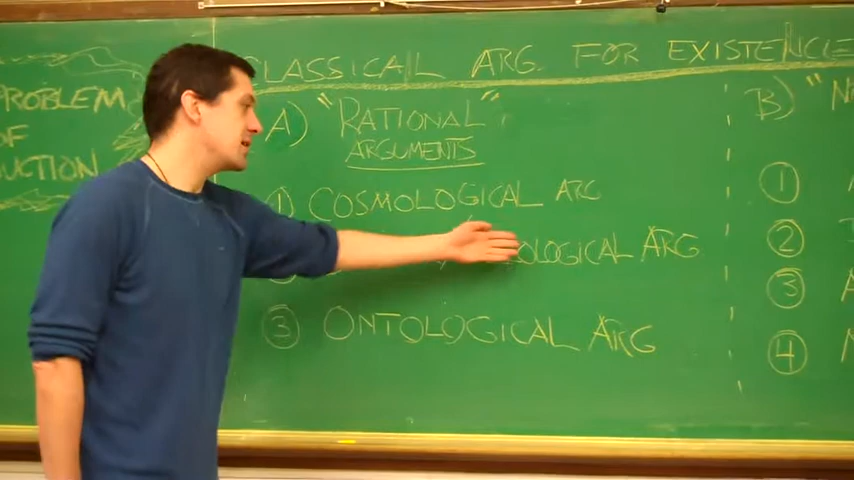 PROBLEM
OF
CLASSICAL ARG. FOR EXISTENCE
A) "RATIONAL"
ARGUMENTS
① COSMOLOGICAL ARG
OLOGICAL ARG
③ ONTOLOGICAL ARG
B) "N
①
②
③
④